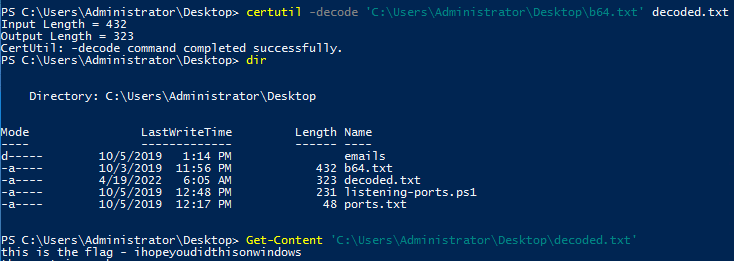 PS C:\Users\Administrator\Desktop> certutil -decode 'C:\Users\Administrator\Desktop\b64.txt' decoded.txt
Input Length = 432
Output Length = 323
CertUtil: -decode command completed successfully.
PS C:\Users\Administrator\Desktop> dir
Directory: C:\Users\Administrator\Desktop
Mode LastWriteTime Length Name
---- ------------- ------ ----
d----- 10/5/2019 1:14 PM emails
-a---- 10/3/2019 11:56 PM 432 b64.txt
-a---- 4/19/2022 6:05 AM 323 decoded.txt
-a---- 10/5/2019 12:48 PM 231 listening-ports.ps1
-a---- 10/5/2019 12:17 PM 48 ports.txt
PS C:\Users\Administrator\Desktop> Get-Content 'C:\Users\Administrator\Desktop\decoded.txt'
this is the flag - ihopeyoudidthisonwindows